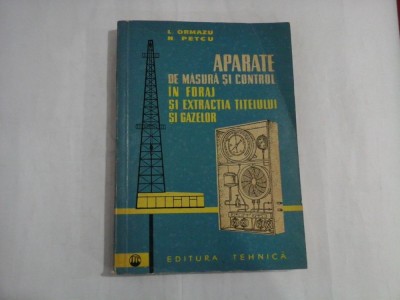 I. ORMAZU
N. PETCU
APARATE
DE MĂSURĂ ȘI CONTROL
ÎN FORAJ
ȘI EXTRACȚIA ȚIȚEIULUI
ȘI GAZELOR
EDITURA TEHNICĂ